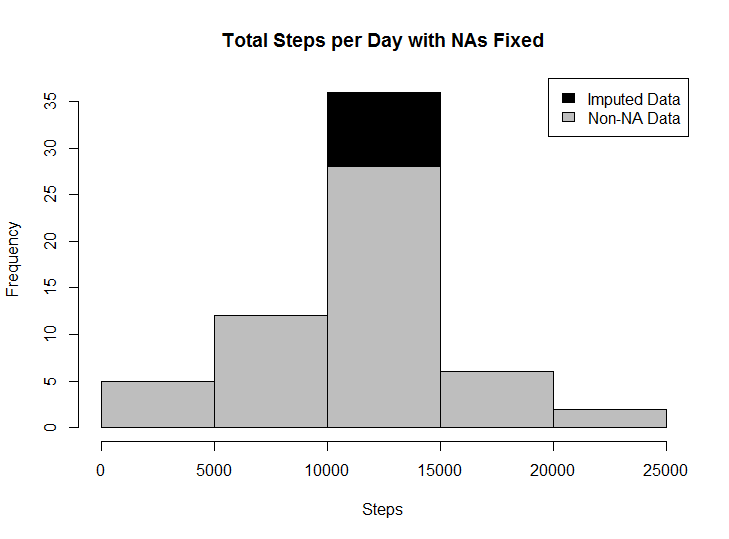 Total Steps per Day with NAs Fixed
Imputed Data
Non-NA Data
35
30
25
20
15
10
5
0
Frequency
0 5000 10000 15000 20000 25000
Steps